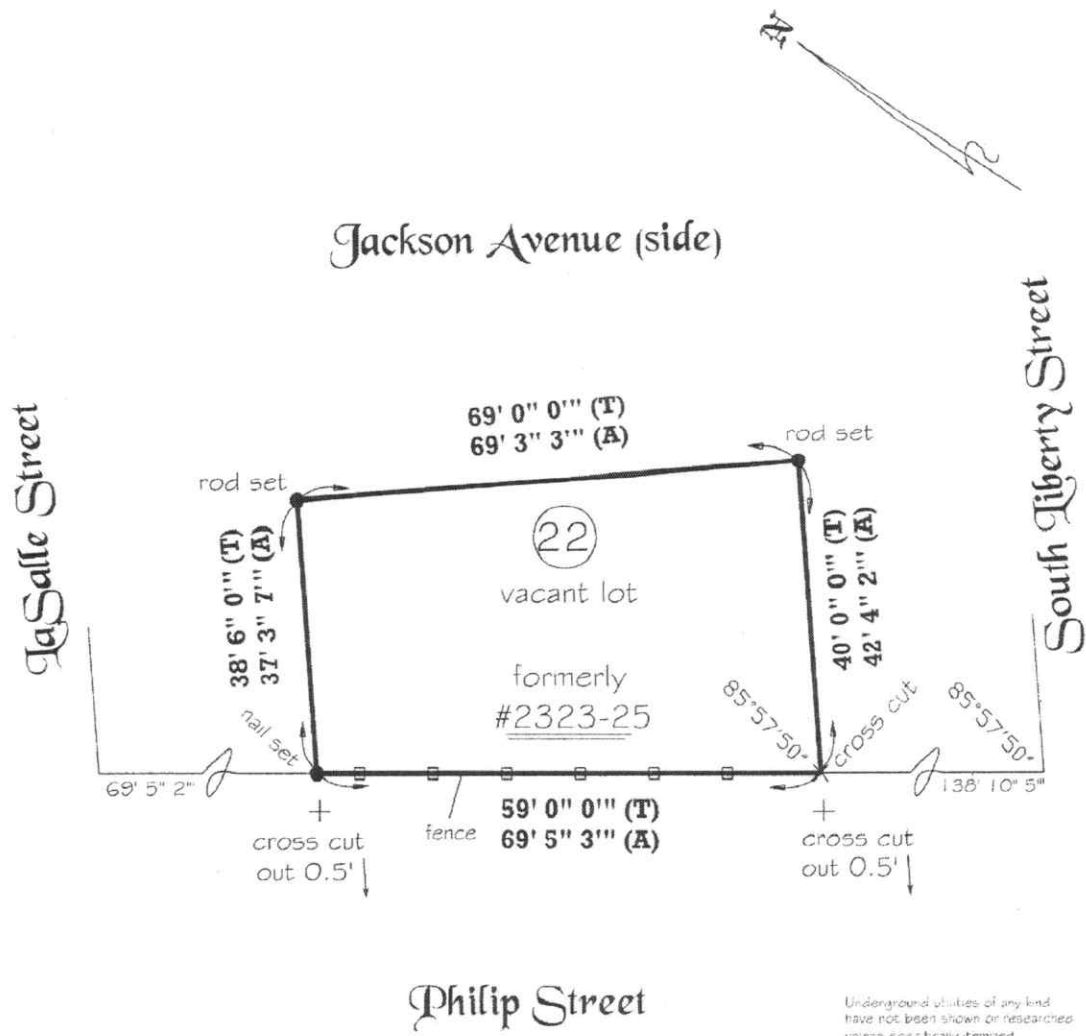 N
Jackson Avenue (side)
LaSalle Street
South Liberty Street
69' 0" 0''' (T)
69' 3" 3''' (A)
rod set
rod set
38' 6" 0''' (T)
37' 3" 7''' (A)
22
vacant lot
40' 0" 0''' (T)
42' 4" 2''' (A)
formerly
#2323-25
nail set
85°57'50"
cross cut
85°57'50"
69' 5" 2'''
138' 10" 5'''
fence
59' 0" 0''' (T)
69' 5" 3''' (A)
cross cut
out 0.5'
cross cut
out 0.5'
Philip Street
Underground utilities of any kind
have not been shown or researched
unless specifically itemized